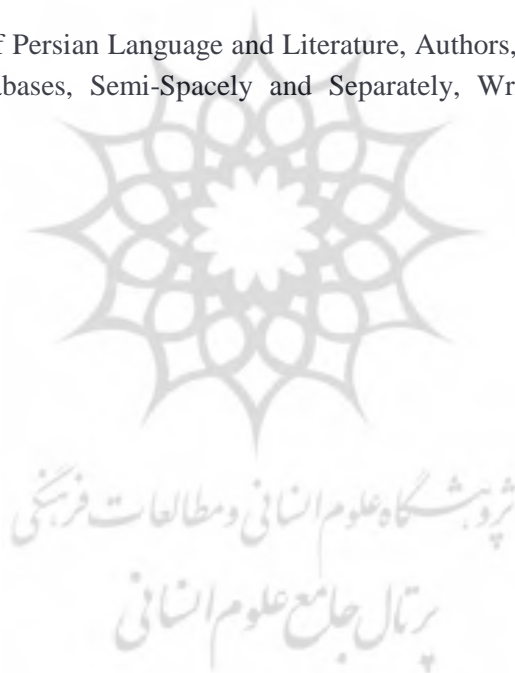 f Persian Language and Literature, Authors,
abases, Semi-Spacely and Separately, Wr
پژوهشگاه علوم انسانی و مطالعات فرهنگی
پرتال جامع علوم انسانی